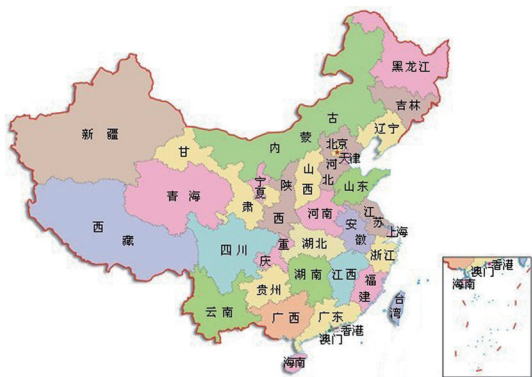 黑龙江
吉林
辽宁
内蒙古
新疆
甘肃
北京
天津
河北
山西
山东
宁夏
陕西
青海
西藏
河南
江苏
安徽
上海
四川
重庆
湖北
浙江
湖南
江西
福建
贵州
云南
广西
广东
香港
澳门
台湾
海南
香港
澳门
海南